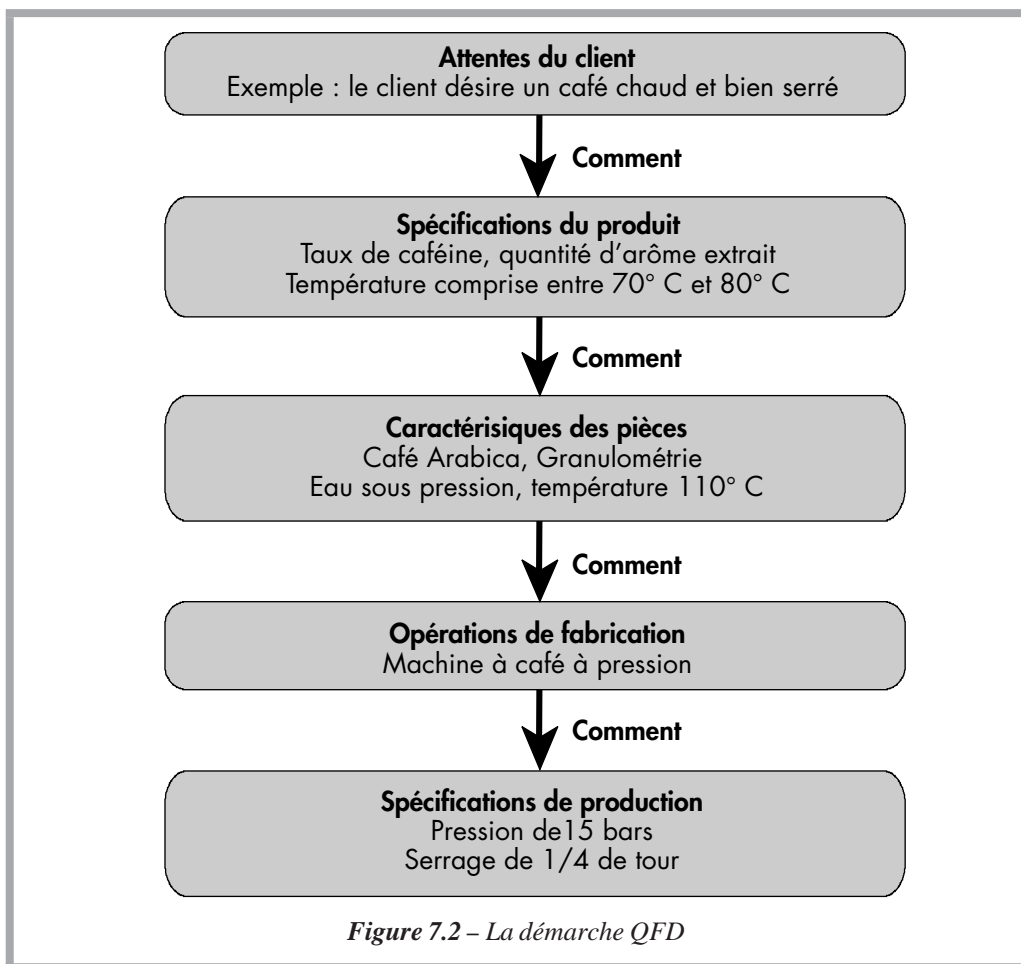 Attentes du client
Exemple : le client désire un café chaud et bien serré
Comment
Spécifications du produit
Taux de caféine, quantité d'arôme extrait
Température comprise entre 70° C et 80° C
Comment
Caractérisiques des pièces
Café Arabica, Granulométrie
Eau sous pression, température 110° C
Comment
Opérations de fabrication
Machine à café à pression
Comment
Spécifications de production
Pression de15 bars
Serrage de 1/4 de tour
Figure 7.2 – La démarche QFD